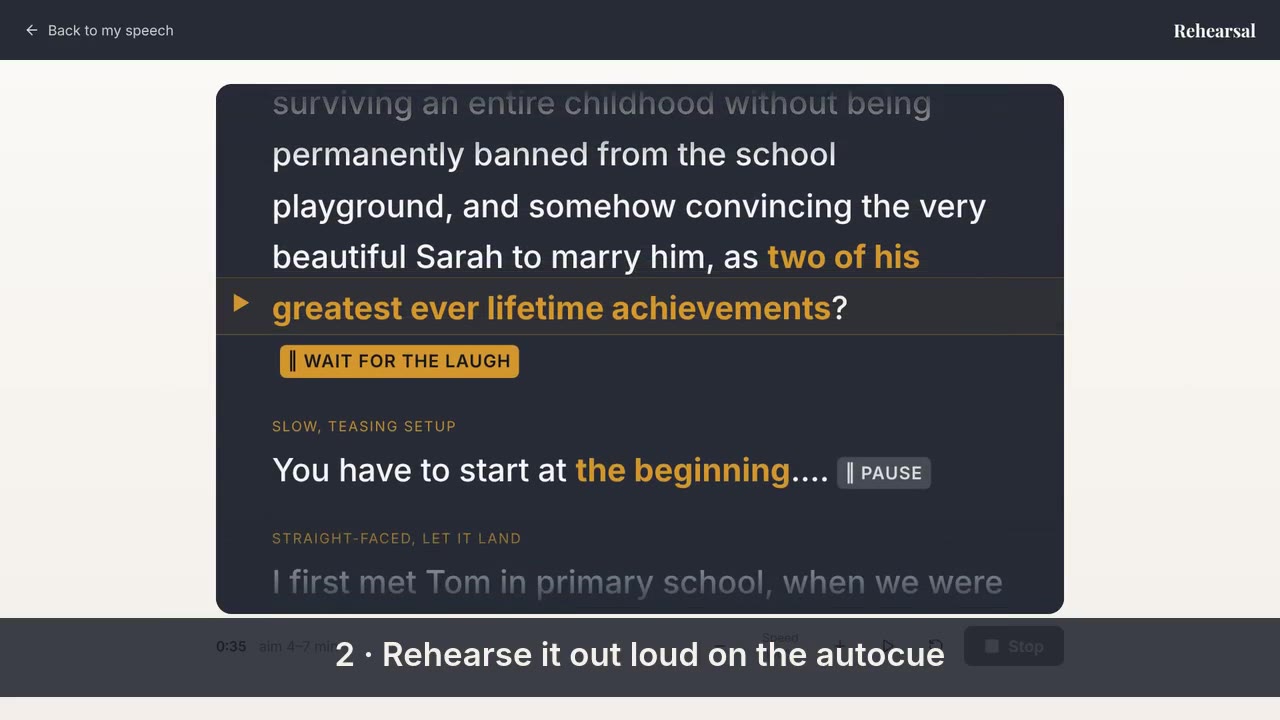 Back to my speech
Rehearsal
surviving an entire childhood without being
permanently banned from the school
playground, and somehow convincing the very
beautiful Sarah to marry him, as two of his
greatest ever lifetime achievements?
WAIT FOR THE LAUGH
SLOW, TEASING SETUP
You have to start at the beginning.... PAUSE
STRAIGHT-FACED, LET IT LAND
I first met Tom in primary school, when we were
0:35 aim 4–7 min
Speed
Stop
2 · Rehearse it out loud on the autocue